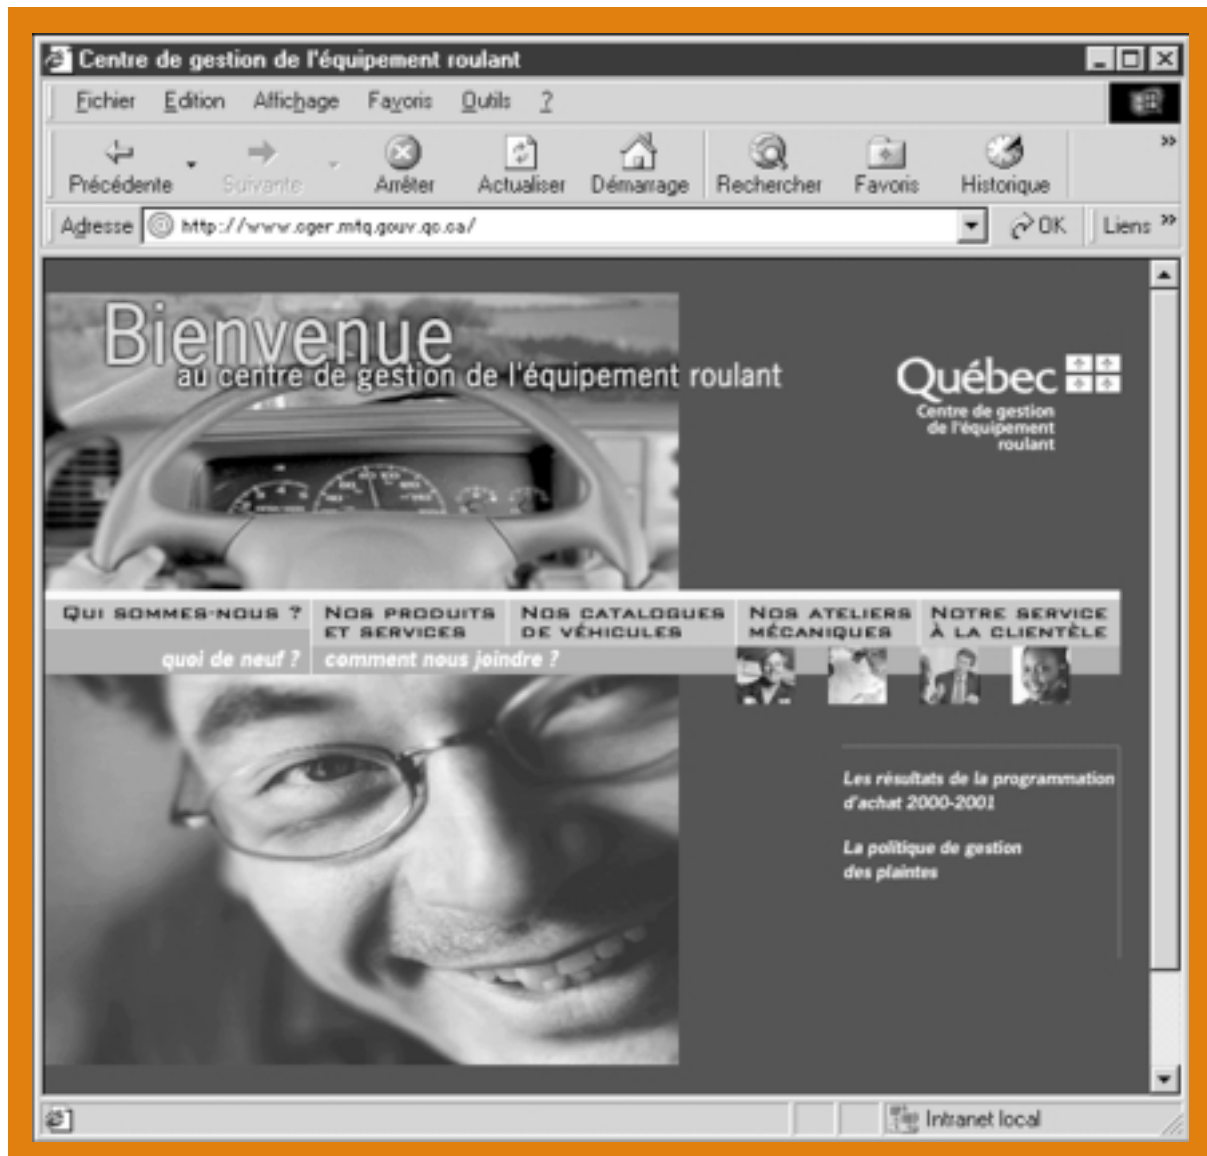 Centre de gestion de l'équipement roulant
Fichier Edition Affichage Favoris Outils ?
Précédente Suivante Arrêter Actualiser Démarrage Rechercher Favoris Historique »
Adresse http://www.cger.mtq.gouv.qc.ca/ OK Liens »
Bienvenue
au centre de gestion de l'équipement roulant
Québec
Centre de gestion
de l'équipement
roulant
QUI SOMMES-NOUS ? NOS PRODUITS NOS CATALOGUES NOS ATELIERS NOTRE SERVICE
ET SERVICES DE VÉHICULES MÉCANIQUES À LA CLIENTÈLE
quoi de neuf ? comment nous joindre ?
Les résultats de la programmation
d'achat 2000-2001
La politique de gestion
des plaintes
Intranet local